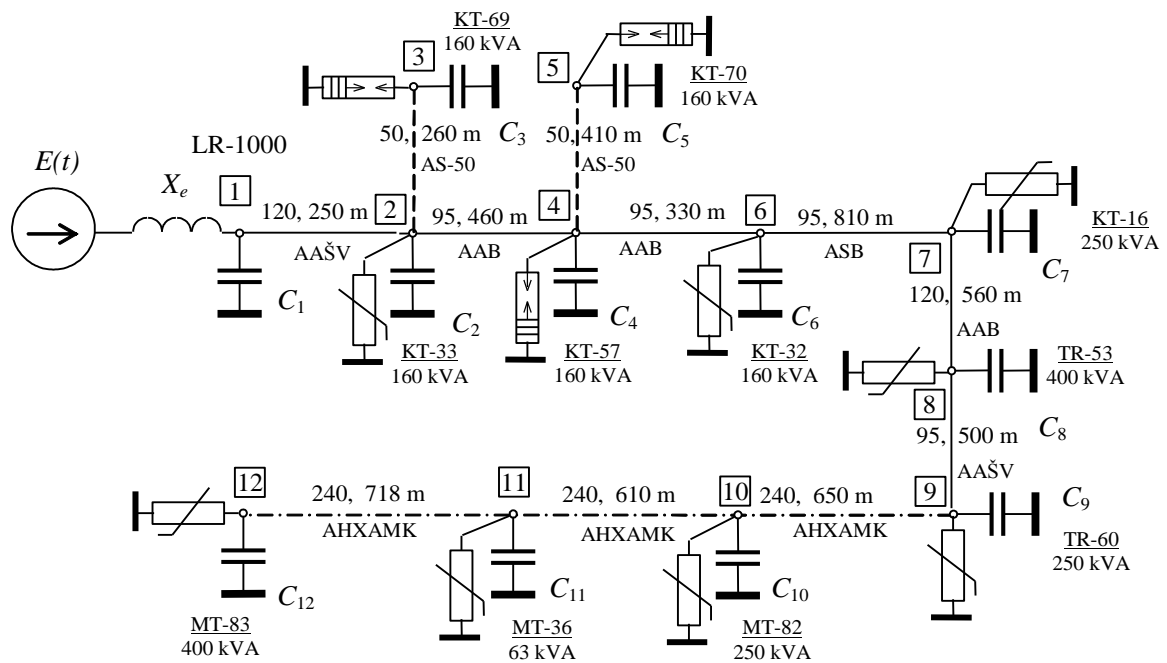 KT-69
160 kVA
3
5
KT-70
160 kVA
C3
C5
50, 260 m
50, 410 m
LR-1000
AS-50
AS-50
E(t)
Xe
1
120, 250 m
2
95, 460 m
4
95, 330 m
6
95, 810 m
AAŠV
AAB
AAB
ASB
7
KT-16
250 kVA
C1
C2
C4
C6
C7
120, 560 m
AAB
KT-33
160 kVA
KT-57
160 kVA
KT-32
160 kVA
TR-53
400 kVA
8
C8
95, 500 m
AAŠV
12
240, 718 m
11
240, 610 m
10
240, 650 m
9
C9
AHXAMK
AHXAMK
AHXAMK
TR-60
250 kVA
C12
C11
C10
MT-83
400 kVA
MT-36
63 kVA
MT-82
250 kVA